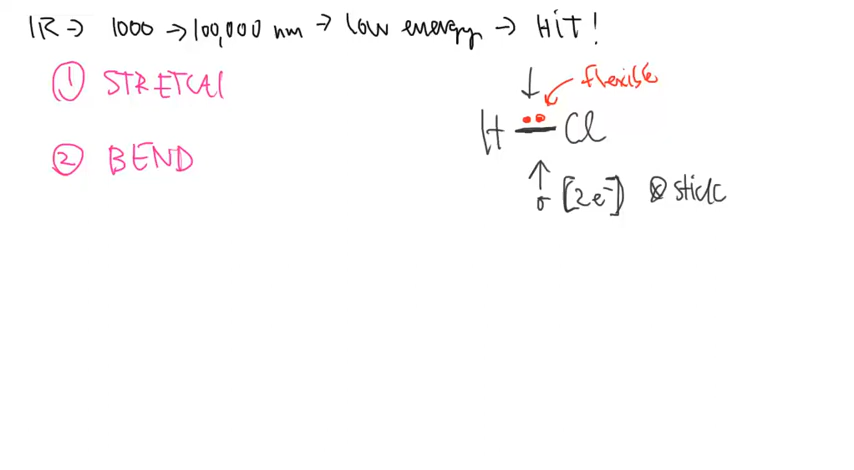 IR → 1000 → 100,000 nm → low energy → HiT!
① STRETCH
flexible
H Cl
② BEND
σ [2e⁻] ⊗ stick